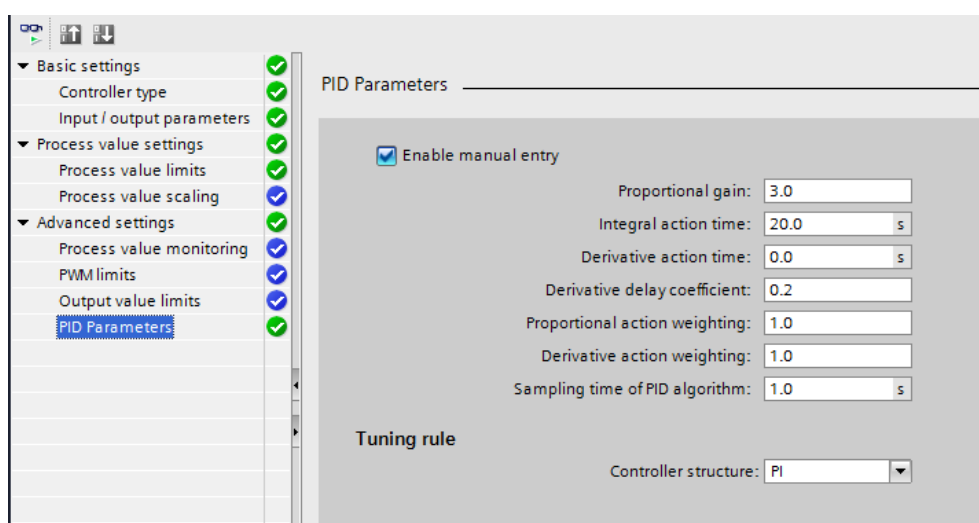 Basic settings
Controller type
Input / output parameters
Process value settings
Process value limits
Process value scaling
Advanced settings
Process value monitoring
PWM limits
Output value limits
PID Parameters
PID Parameters
Enable manual entry
Proportional gain: 3.0
Integral action time: 20.0 s
Derivative action time: 0.0 s
Derivative delay coefficient: 0.2
Proportional action weighting: 1.0
Derivative action weighting: 1.0
Sampling time of PID algorithm: 1.0 s
Tuning rule
Controller structure: PI